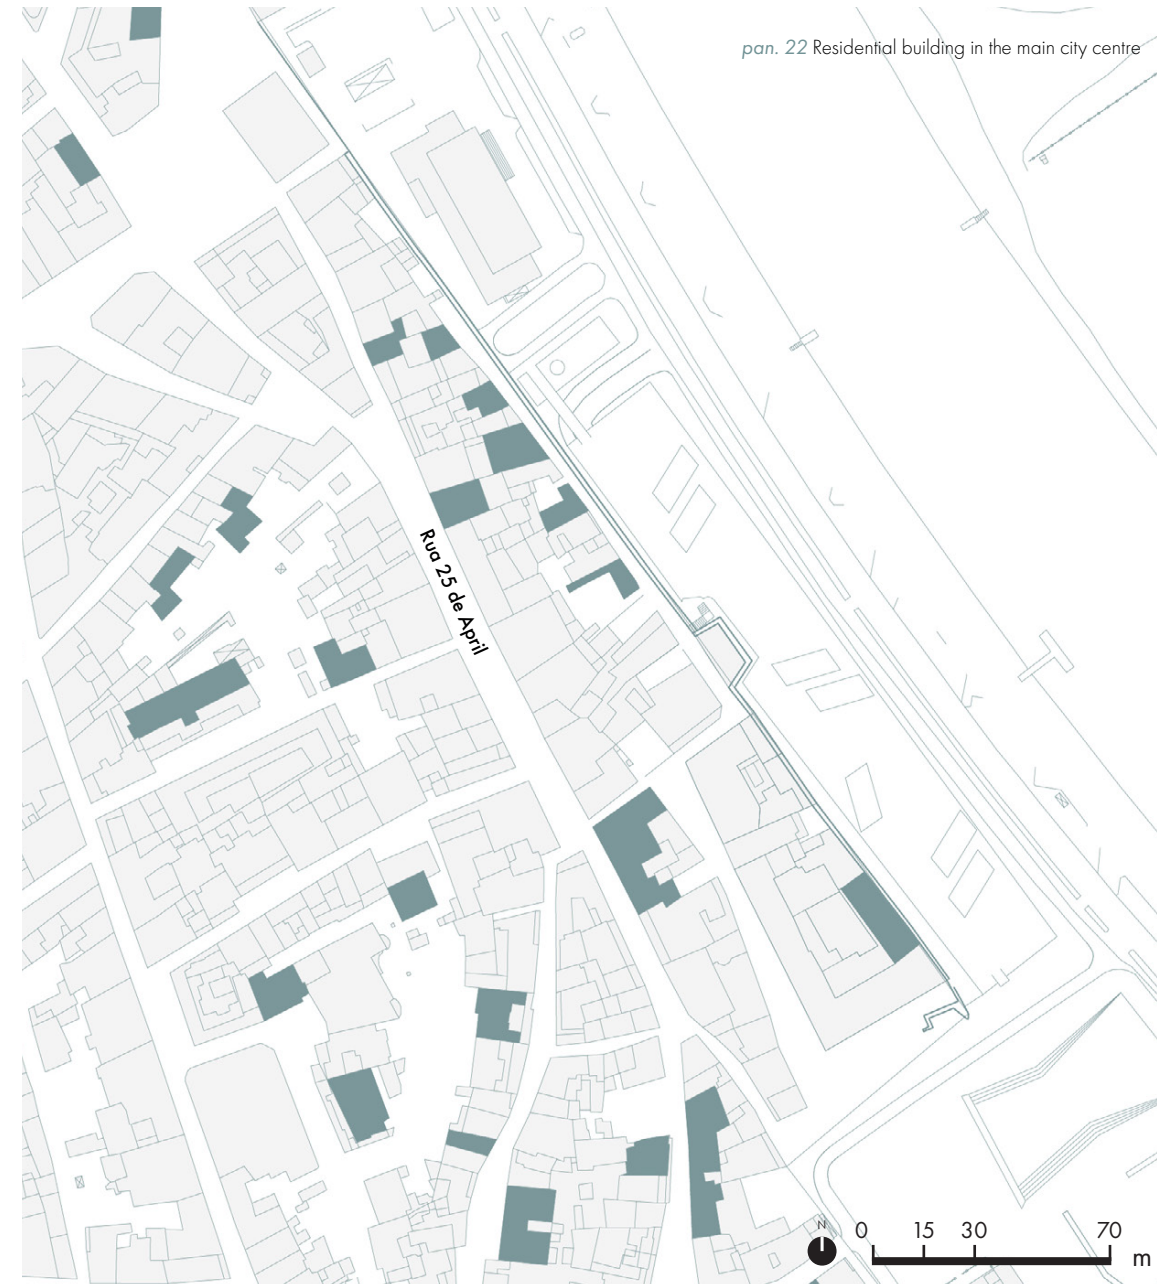 pan. 22 Residential building in the main city centre
Rua 25 de April
N
0 15 30 70
m